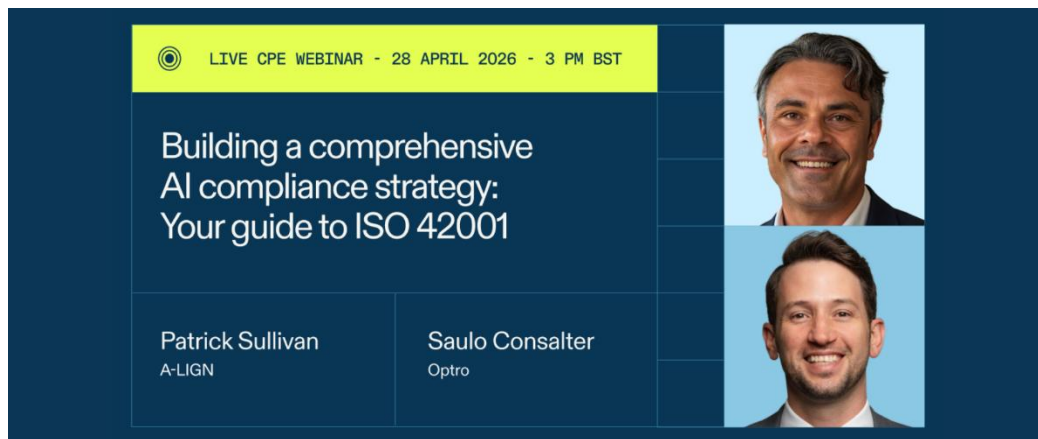 LIVE CPE WEBINAR - 28 APRIL 2026 - 3 PM BST
Building a comprehensive
AI compliance strategy:
Your guide to ISO 42001
Patrick Sullivan
A-LIGN
Saulo Consalter
Optro